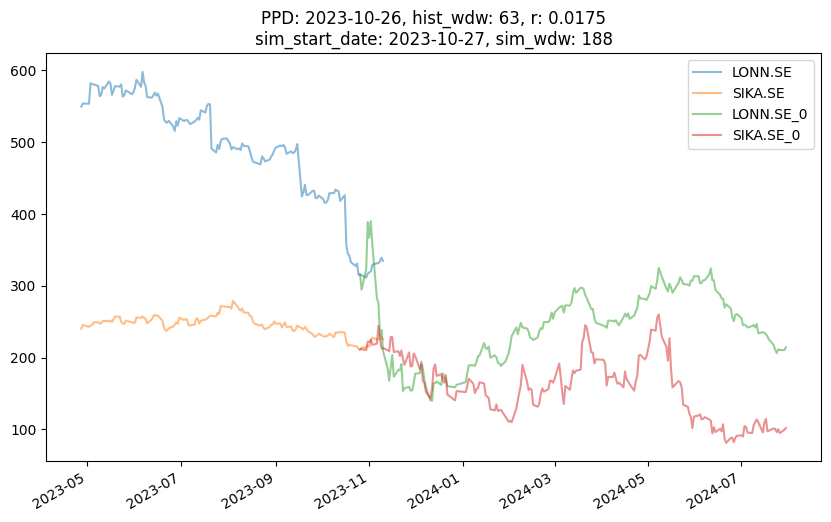 PPD: 2023-10-26, hist_wdw: 63, r: 0.0175
sim_start_date: 2023-10-27, sim_wdw: 188
LONN.SE
SIKA.SE
LONN.SE_0
SIKA.SE_0
600
500
400
300
200
100
2023-05
2023-07
2023-09
2023-11
2024-01
2024-03
2024-05
2024-07